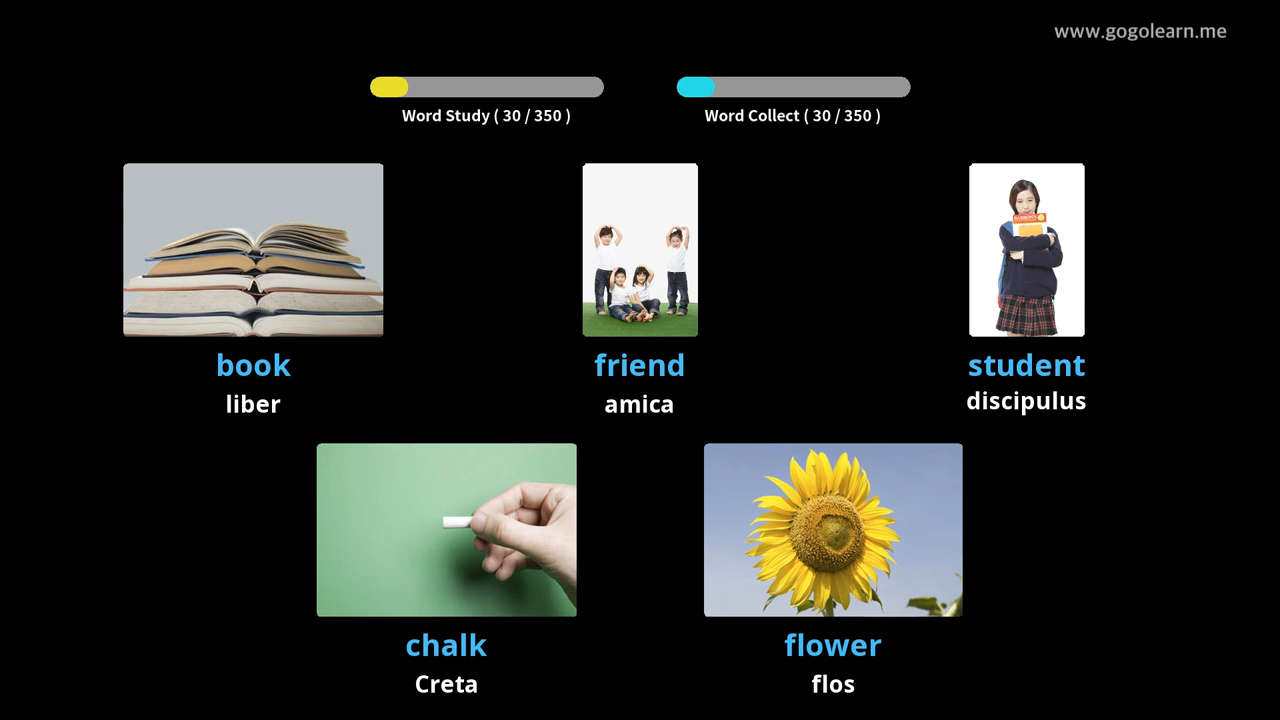 www.gogolearn.me
Word Study ( 30 / 350 )
Word Collect ( 30 / 350 )
book
liber
friend
amica
student
discipulus
chalk
Creta
flower
flos